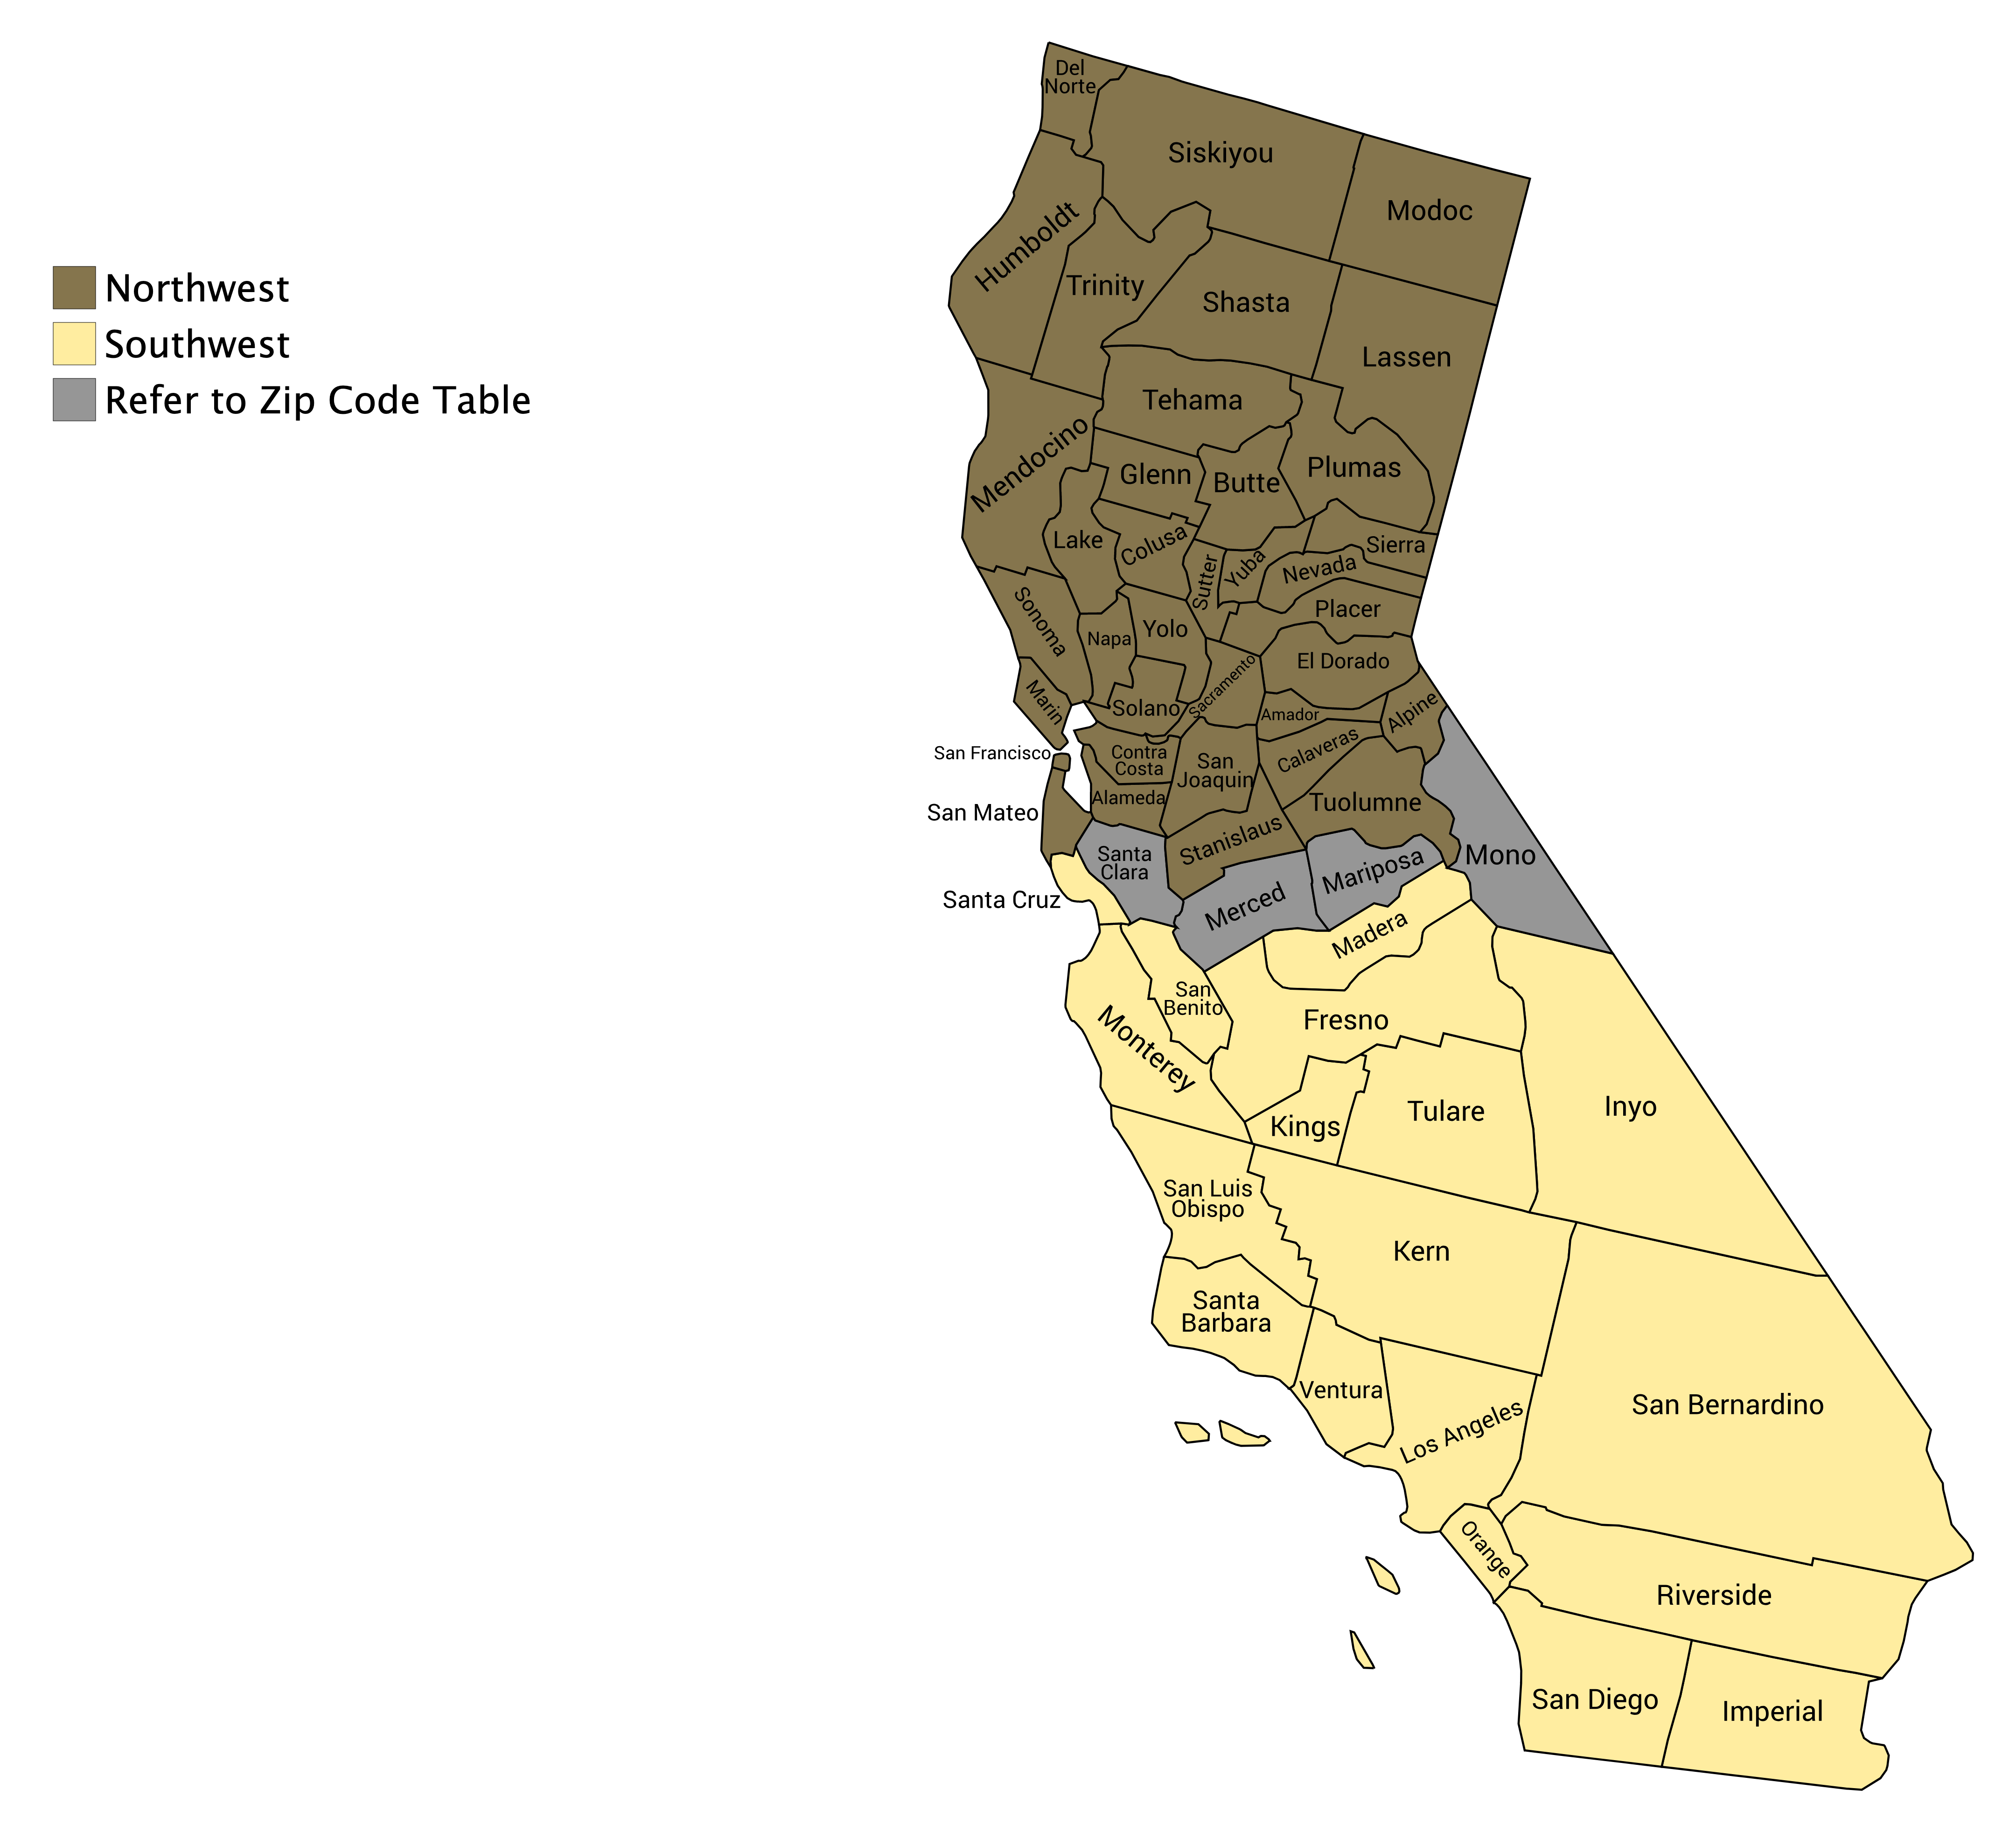 Northwest
Southwest
Refer to Zip Code Table
Del
Norte
Siskiyou
Modoc
Humboldt
Trinity
Shasta
Lassen
Tehama
Mendocino
Glenn
Butte
Plumas
Lake
Colusa
Sutter
Yuba
Sierra
Nevada
Placer
Sonoma
Napa
Yolo
El Dorado
Sacramento
Marin
Solano
Amador
Alpine
San Francisco
Contra
Costa
San
Joaquin
Calaveras
Alameda
Tuolumne
San Mateo
Stanislaus
Santa
Clara
Mariposa
Mono
Santa Cruz
Merced
Madera
San
Benito
Fresno
Monterey
Kings
Tulare
Inyo
San Luis
Obispo
Kern
Santa
Barbara
Ventura
Los Angeles
San Bernardino
Orange
Riverside
San Diego
Imperial